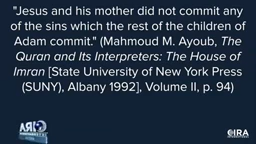 "Jesus and his mother did not commit any
of the sins which the rest of the children of
Adam commit." (Mahmoud M. Ayoub, The
Quran and Its Interpreters: The House of
Imran [State University of New York Press
(SUNY), Albany 1992], Volume II, p. 94)
CIRA